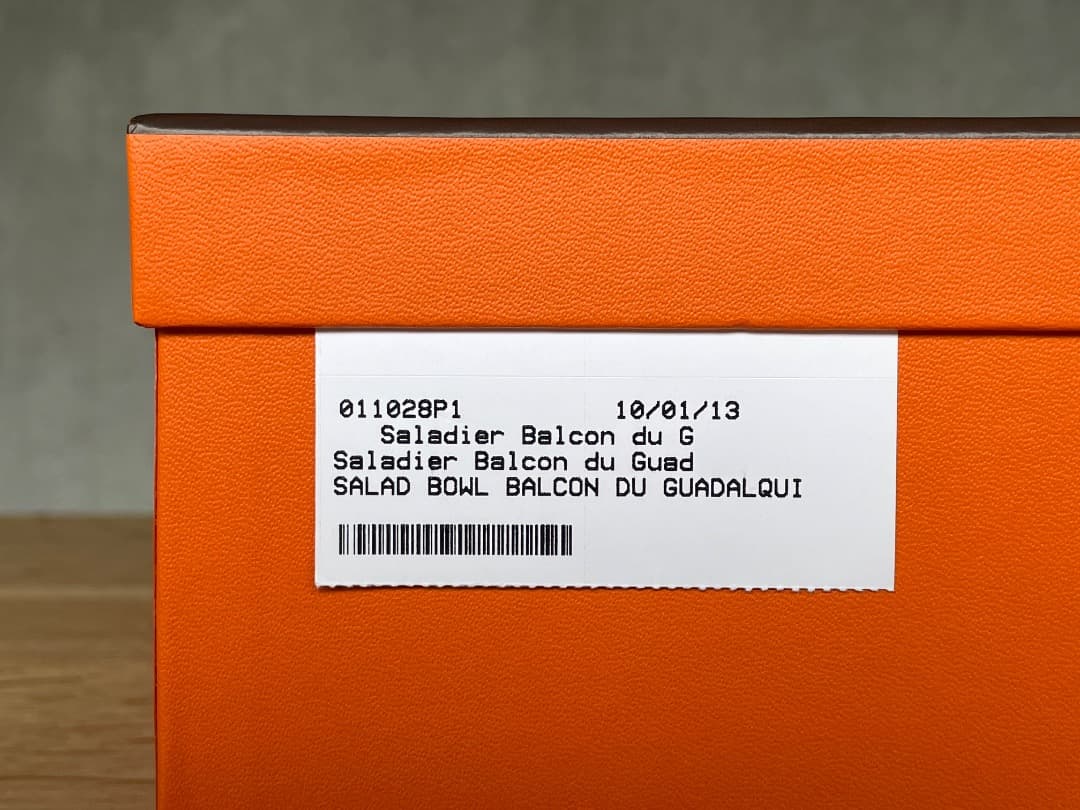 011028P1 10/01/13
Saladier Balcon du G
Saladier Balcon du Guad
SALAD BOWL BALCON DU GUADALQUI